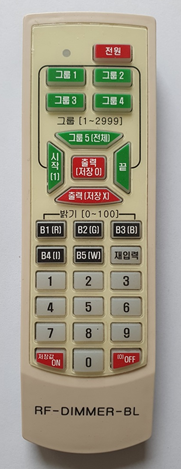 전원
그룹 1 그룹 2
그룹 3 그룹 4
그룹 [1~2999]
그룹 5 (전체)
시작(1) 출력(저장 O) 끝
출력(저장 X)
밝기 [0~100]
B1 (R) B2 (G) B3 (B)
B4 (I) B5 (W) 재입력
1 2 3
4 5 6
7 8 9
저장값 ON 0 OFF
RF-DIMMER-BL